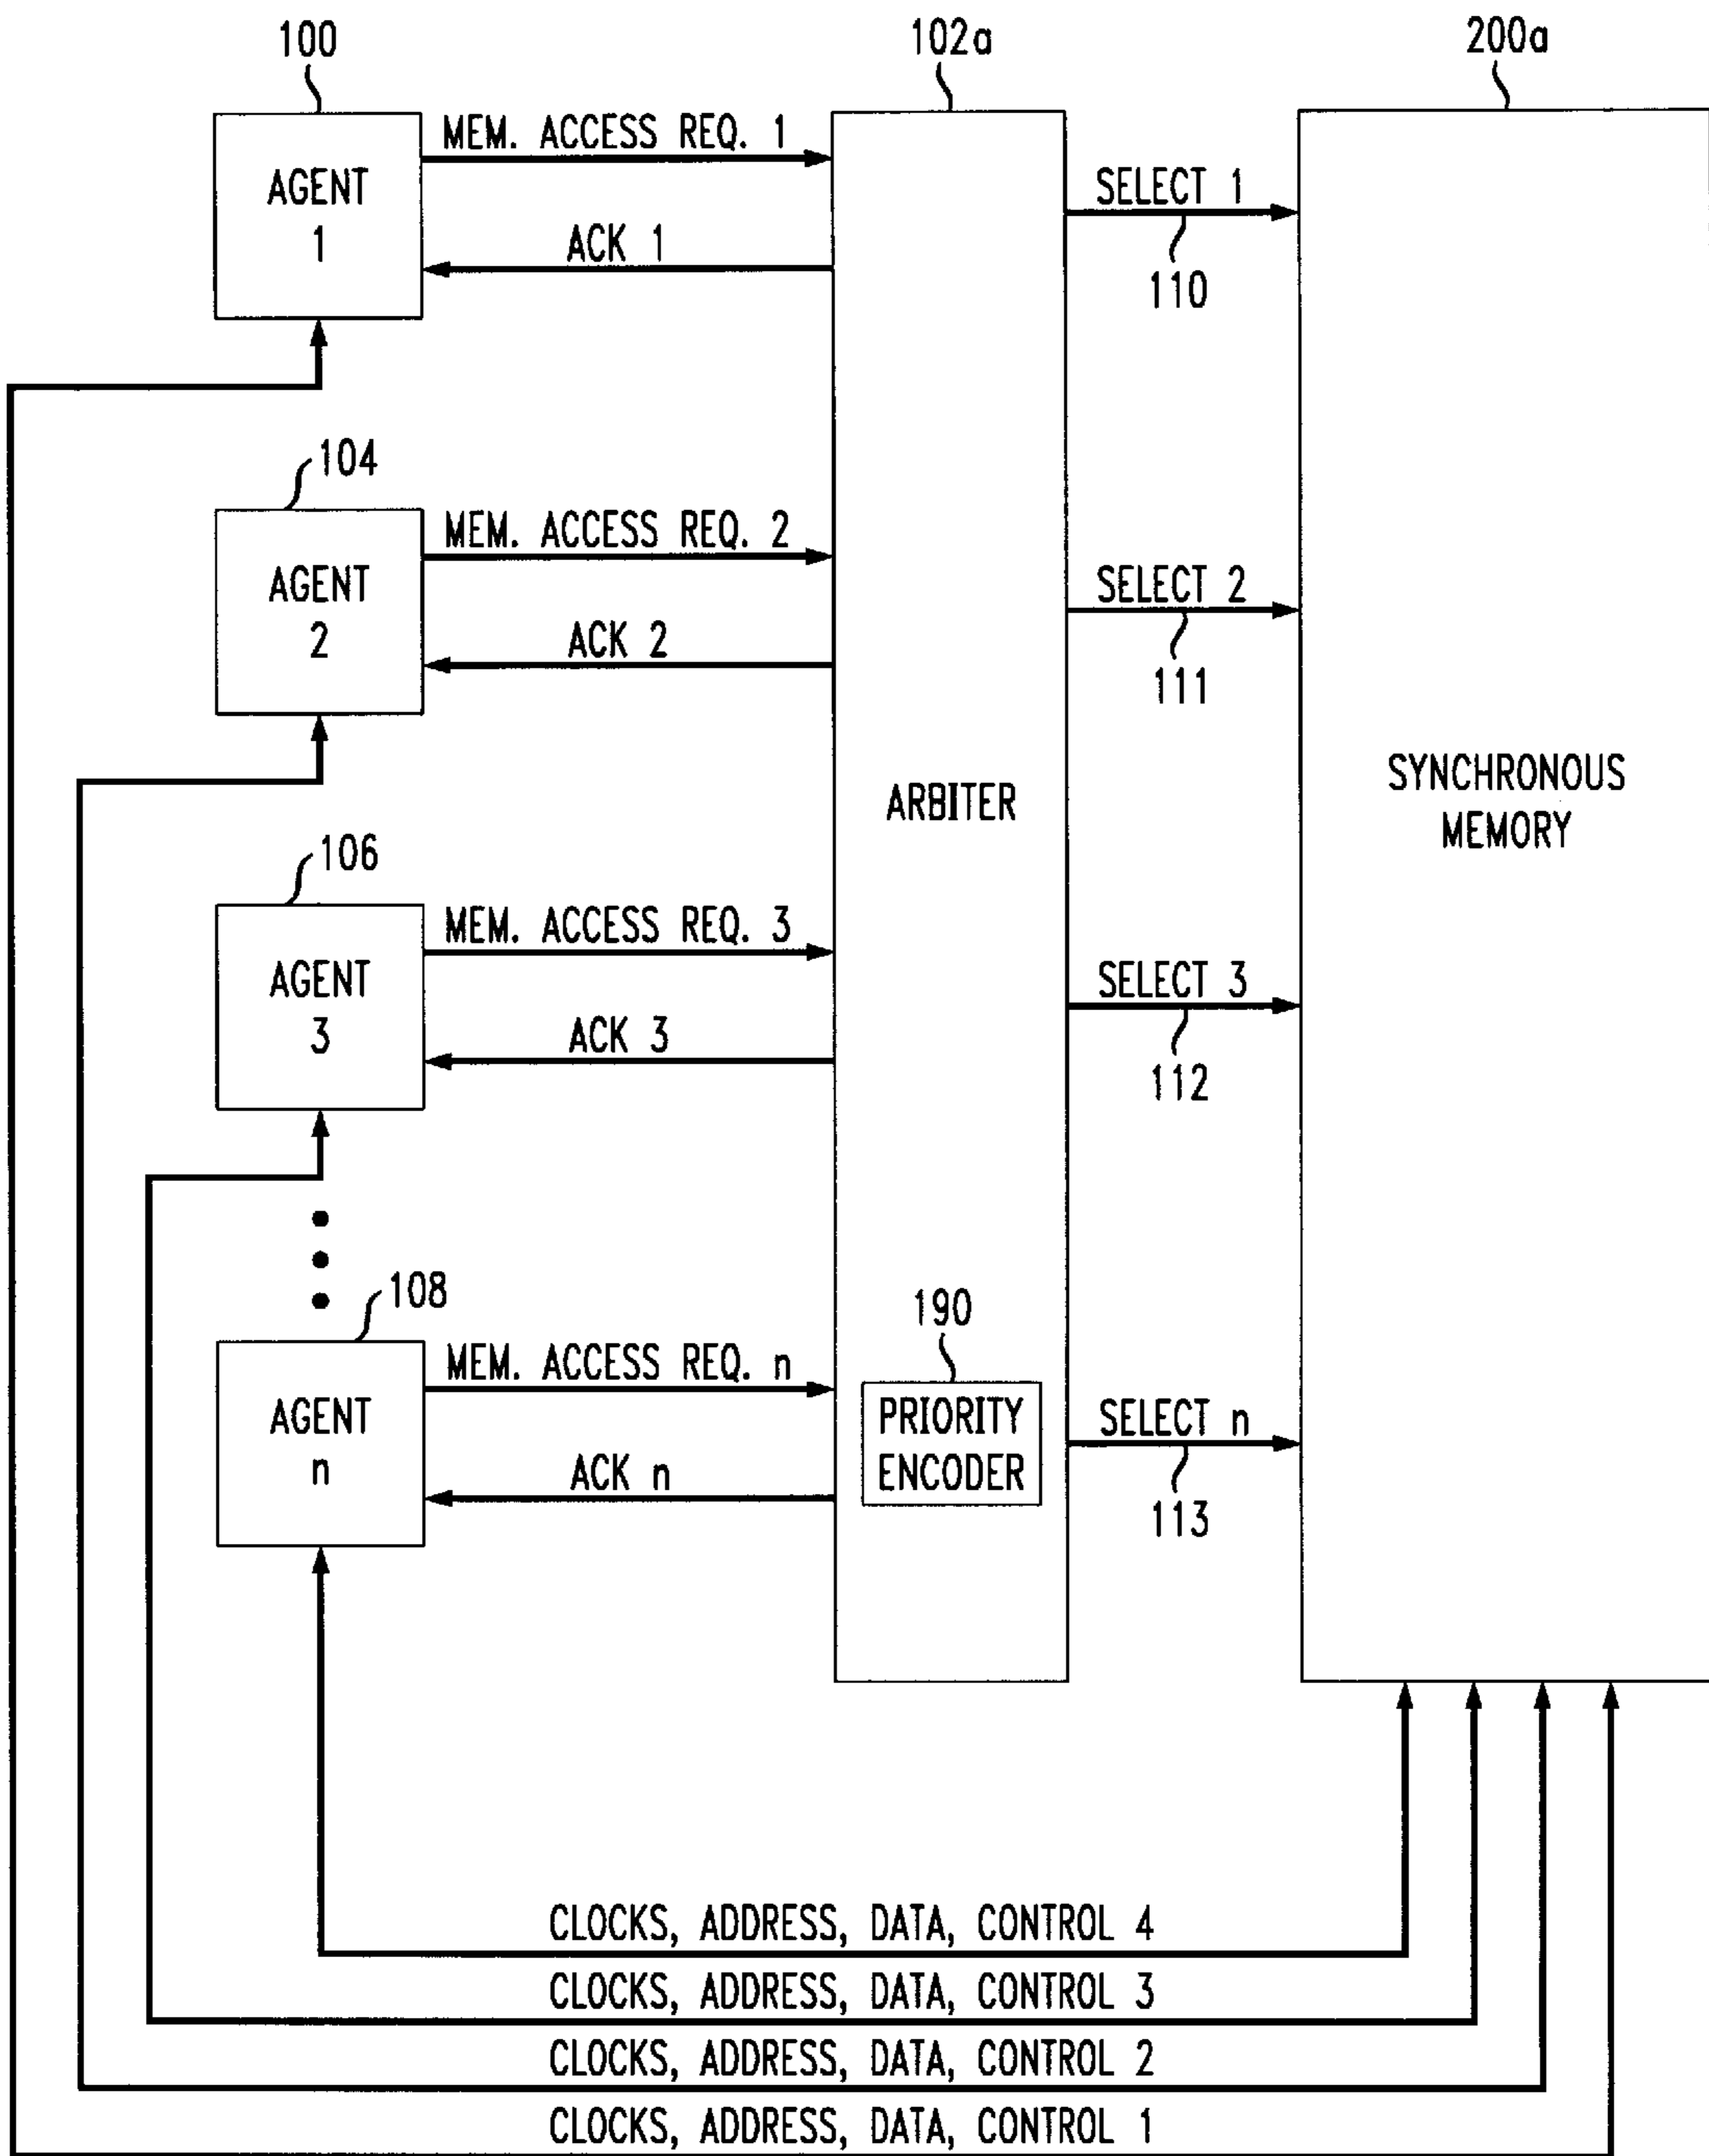 100
102a
200a
MEM. ACCESS REQ. 1
AGENT
1
ACK 1
SELECT 1
110
104
MEM. ACCESS REQ. 2
AGENT
2
ACK 2
SELECT 2
111
ARBITER
SYNCHRONOUS
MEMORY
106
MEM. ACCESS REQ. 3
AGENT
3
ACK 3
SELECT 3
112
108
MEM. ACCESS REQ. n
AGENT
n
ACK n
190
PRIORITY
ENCODER
SELECT n
113
CLOCKS, ADDRESS, DATA, CONTROL 4
CLOCKS, ADDRESS, DATA, CONTROL 3
CLOCKS, ADDRESS, DATA, CONTROL 2
CLOCKS, ADDRESS, DATA, CONTROL 1